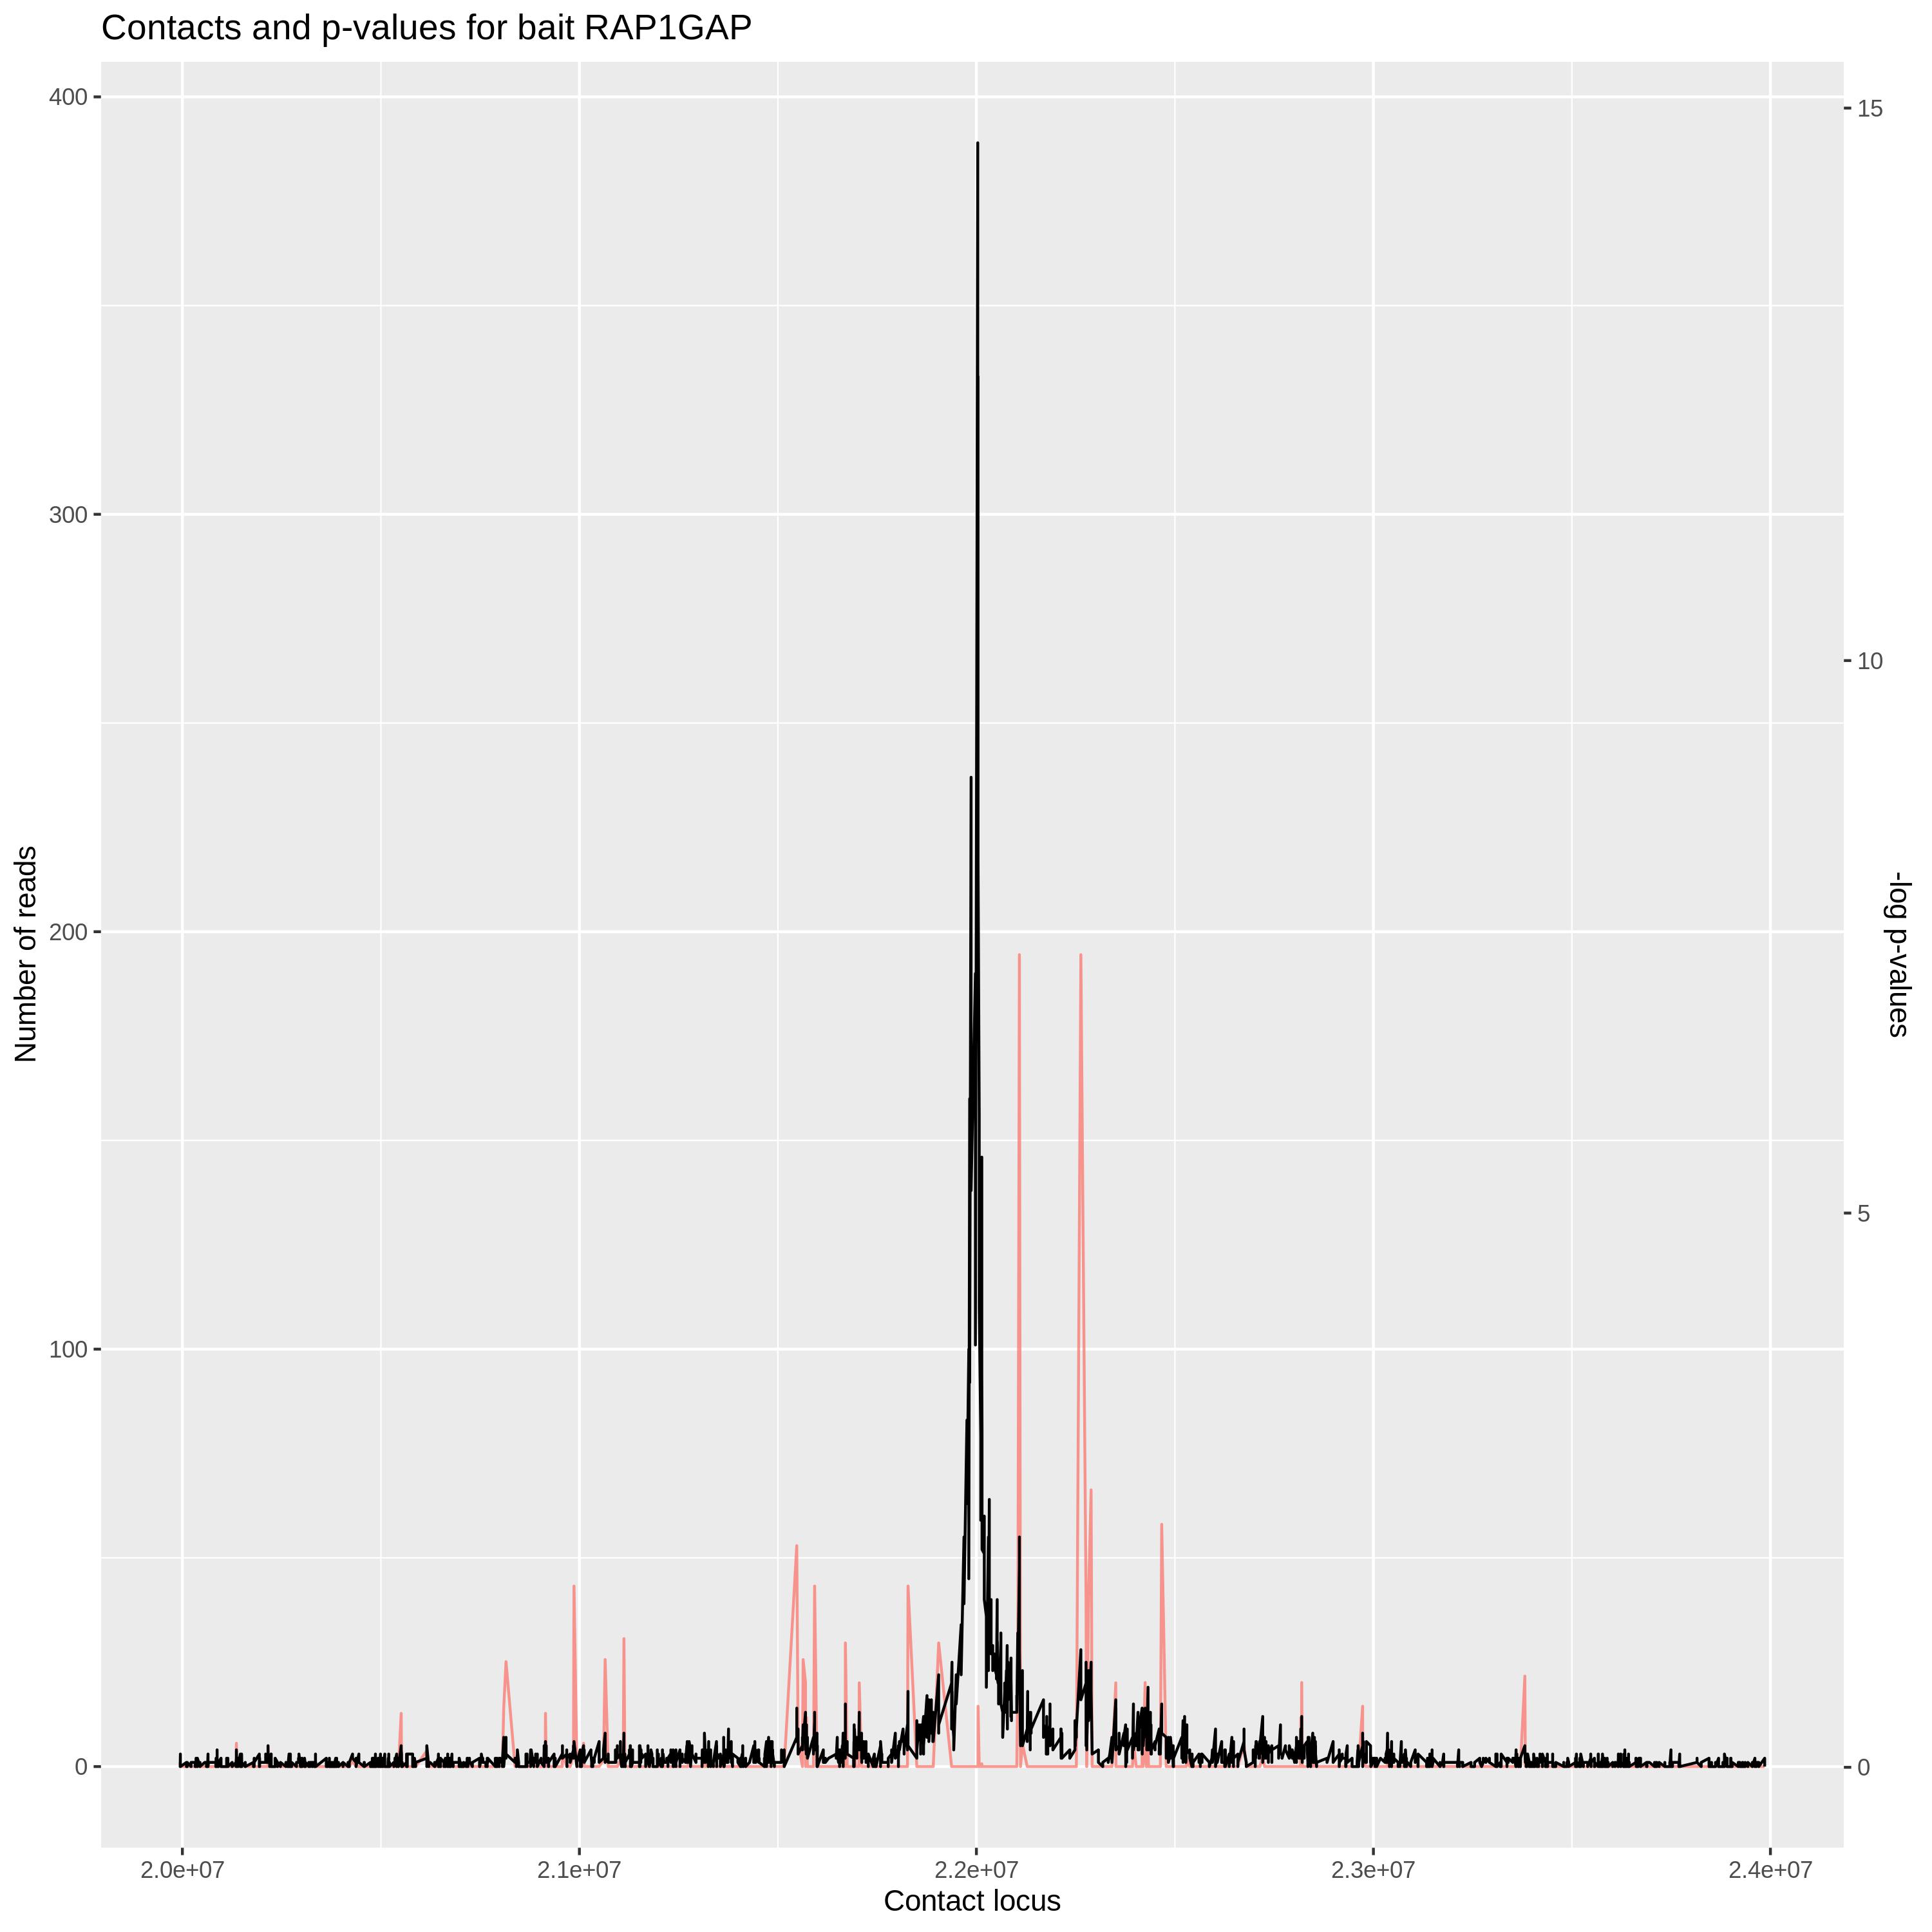 Contacts and p-values for bait RAP1GAP
400
300
200
100
0
Number of reads
15
10
5
0
-log p-values
2.0e+07
2.1e+07
2.2e+07
2.3e+07
2.4e+07
Contact locus